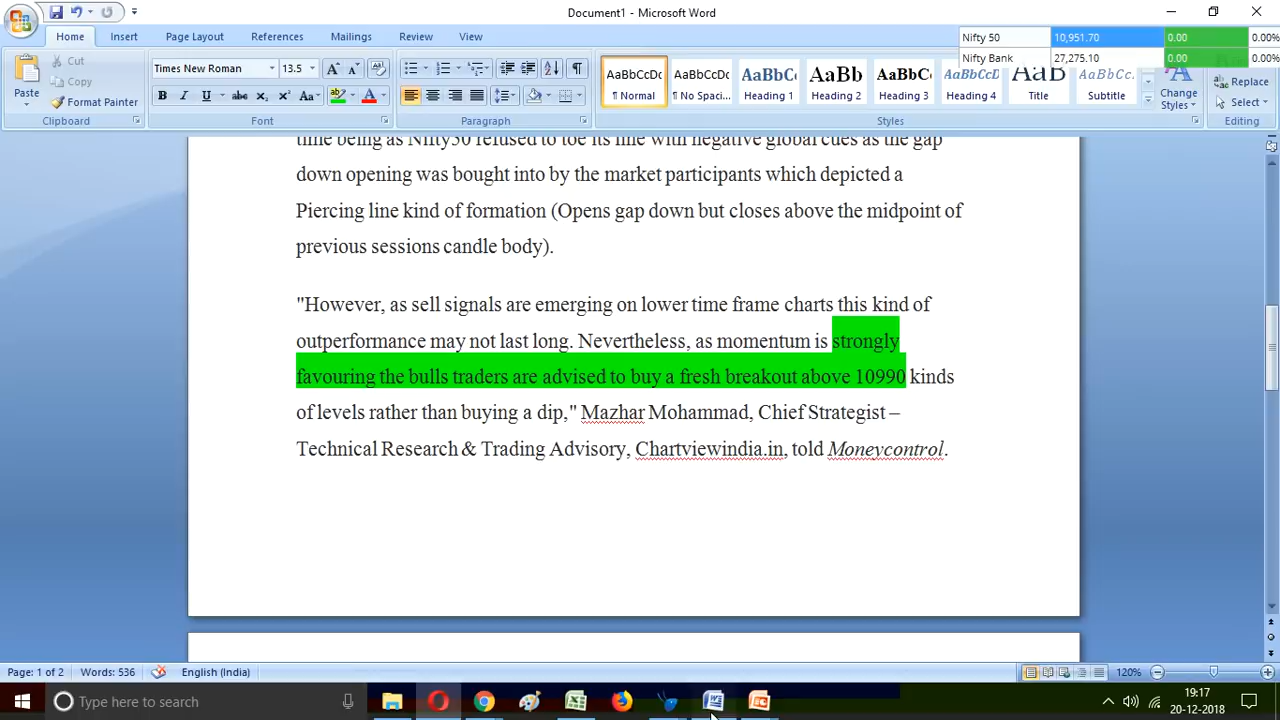 Document1 - Microsoft Word
Home Insert Page Layout References Mailings Review View
Nifty 50 10,951.70 0.00 0.00%
Nifty Bank 27,275.10 0.00 0.00%
Paste
Cut
Copy
Format Painter
Clipboard
Times New Roman 13.5
Font
Paragraph
AaBbCcDc AaBbCcDc AaBbC AaBb AaBbC AaBbCcD AaBb AaBbCcDc
¶ Normal ¶ No Spaci... Heading 1 Heading 2 Heading 3 Heading 4 Title Subtitle
Styles
Change Styles
Replace
Select
Editing
time being as Nifty50 refused to toe its line with negative global cues as the gap
down opening was bought into by the market participants which depicted a
Piercing line kind of formation (Opens gap down but closes above the midpoint of
previous sessions candle body).
"However, as sell signals are emerging on lower time frame charts this kind of
outperformance may not last long. Nevertheless, as momentum is strongly
favouring the bulls traders are advised to buy a fresh breakout above 10990 kinds
of levels rather than buying a dip," Mazhar Mohammad, Chief Strategist –
Technical Research & Trading Advisory, Chartviewindia.in, told Moneycontrol.
Page: 1 of 2 Words: 536 English (India) 120%
Type here to search
19:17
20-12-2018